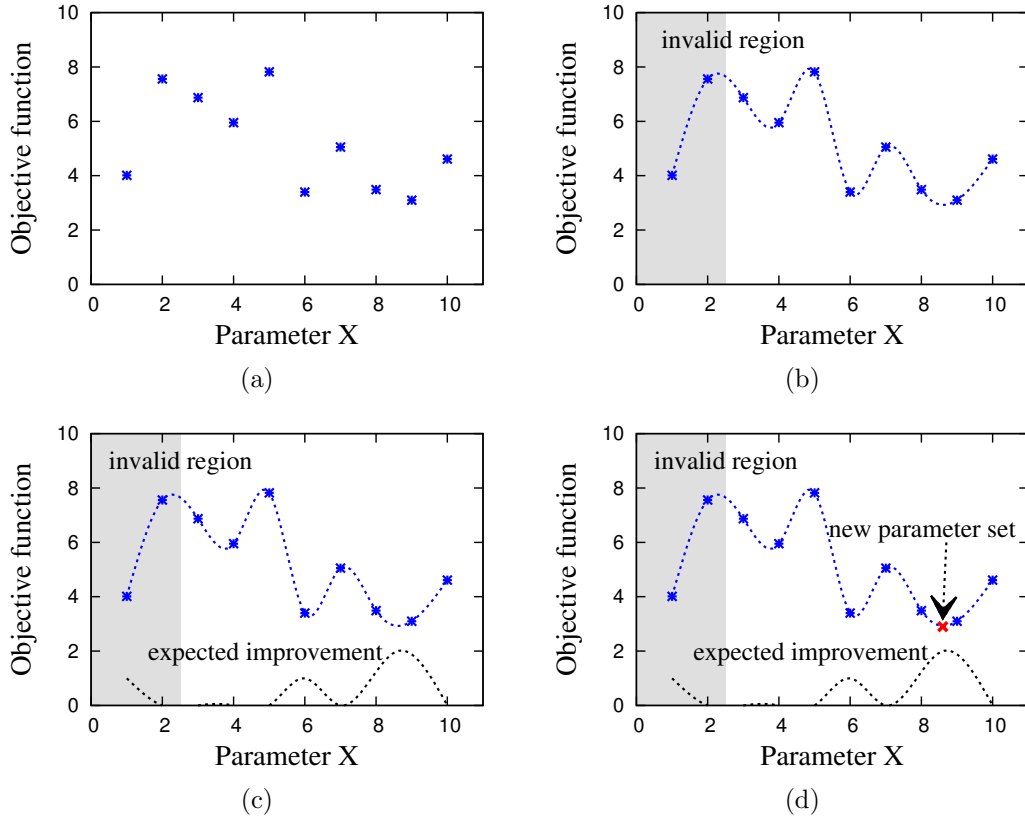 10
8
6
4
2
0
0 2 4 6 8 10
Objective function
Parameter X
(a)
10
8
6
4
2
0
0 2 4 6 8 10
Objective function
Parameter X
invalid region
(b)
10
8
6
4
2
0
0 2 4 6 8 10
Objective function
Parameter X
invalid region
expected improvement
(c)
10
8
6
4
2
0
0 2 4 6 8 10
Objective function
Parameter X
invalid region
new parameter set
expected improvement
(d)